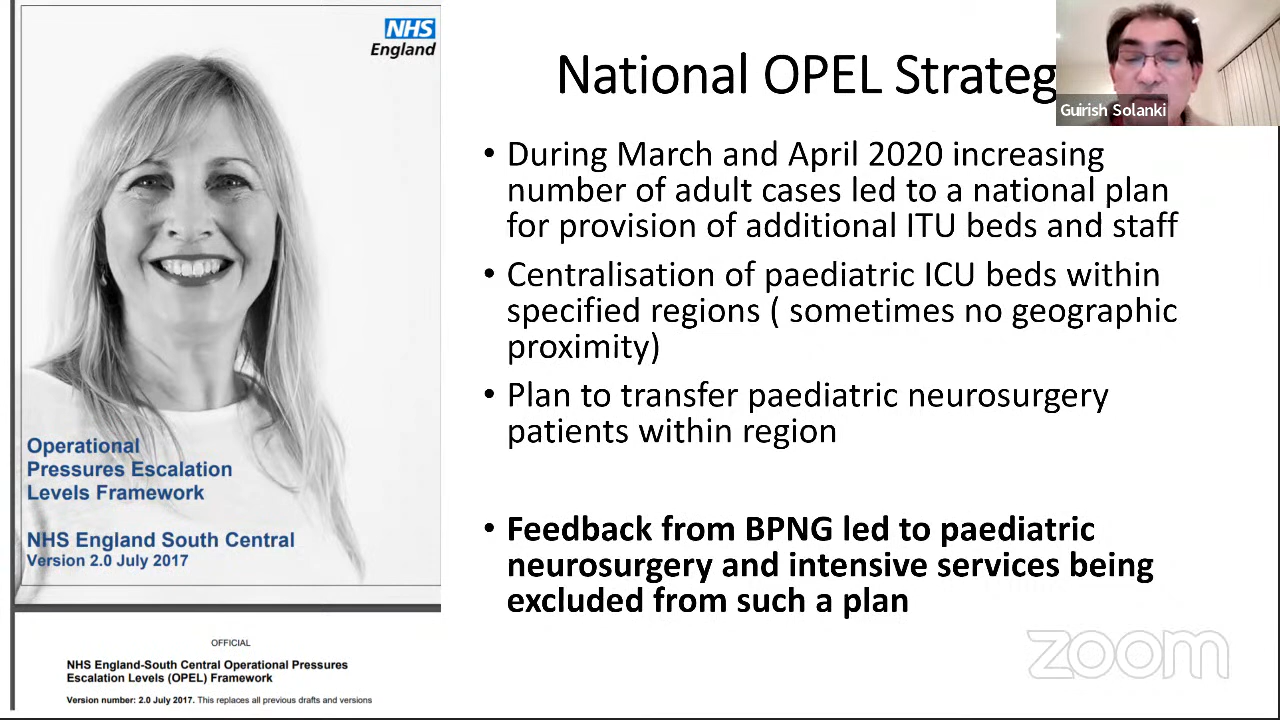 NHS
England
Operational
Pressures Escalation
Levels Framework
NHS England South Central
Version 2.0 July 2017
OFFICIAL
NHS England-South Central Operational Pressures
Escalation Levels (OPEL) Framework
Version number: 2.0 July 2017. This replaces all previous drafts and versions
National OPEL Strateg
Guirish Solanki
• During March and April 2020 increasing
number of adult cases led to a national plan
for provision of additional ITU beds and staff
• Centralisation of paediatric ICU beds within
specified regions ( sometimes no geographic
proximity)
• Plan to transfer paediatric neurosurgery
patients within region
• Feedback from BPNG led to paediatric
neurosurgery and intensive services being
excluded from such a plan
zoom